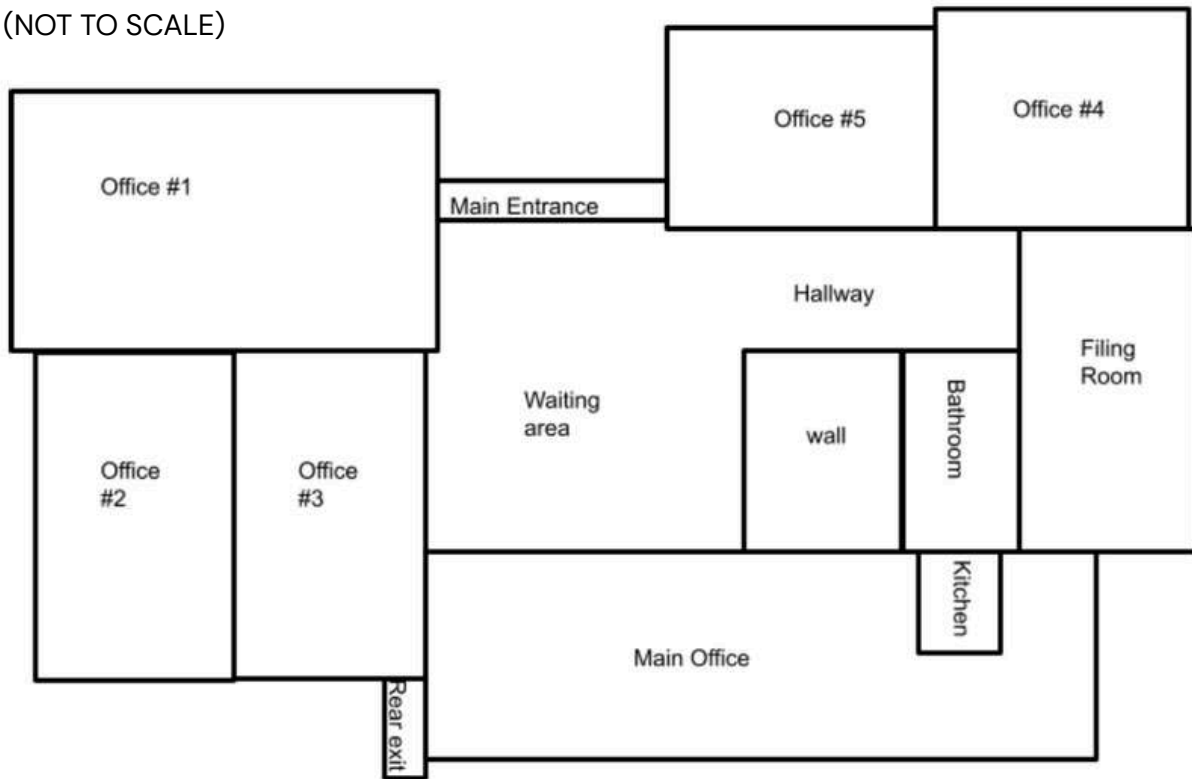 (NOT TO SCALE)
Office #5
Office #4
Office #1
Main Entrance
Hallway
Filing
Room
Waiting
area
wall
Bathroom
Office
#2
Office
#3
Kitchen
Main Office
Rear exit